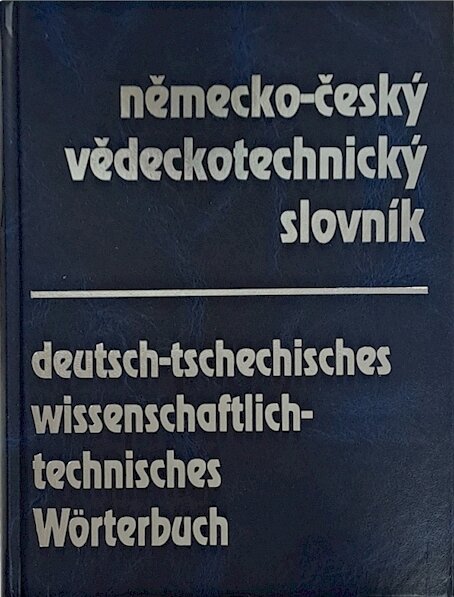 německo-český
vědeckotechnický
slovník
deutsch-tschechisches
wissenschaftlich-
technisches
Wörterbuch